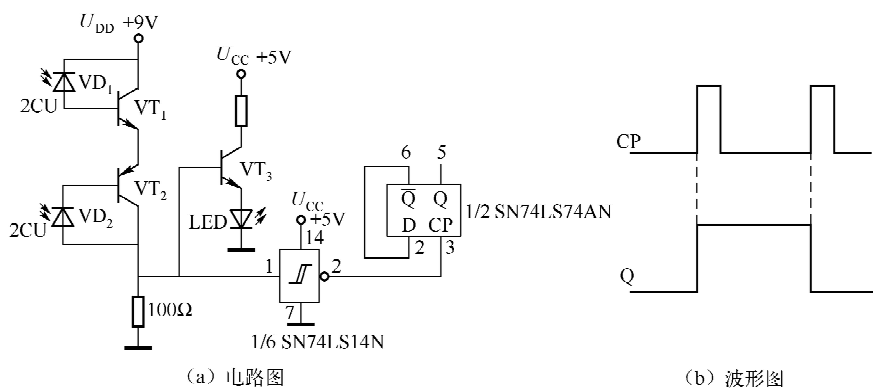 U_DD +9V
VD₁
2CU
VT₁
VT₂
VD₂
2CU
100Ω
U_CC +5V
VT₃
LED
U_CC
+5V
14
1
2
7
1/6 SN74LS14N
6 5
Q̅ Q
D CP
2 3
1/2 SN74LS74AN
(a) 电路图
CP
Q
(b) 波形图